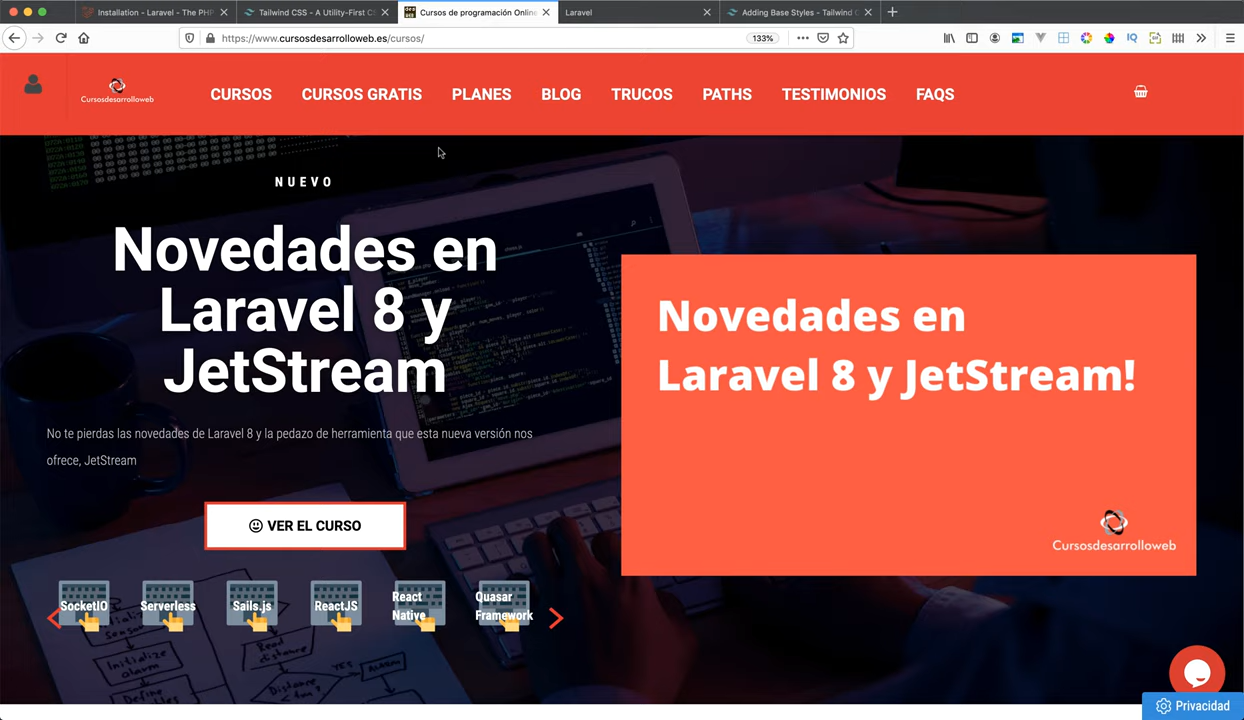 Installation - Laravel - The PHP
Tailwind CSS - A Utility-First CS
Cursos de programación Online
Laravel
Adding Base Styles - Tailwind C
https://www.cursosdesarrolloweb.es/cursos/
133%
Cursosdesarrolloweb
CURSOS
CURSOS GRATIS
PLANES
BLOG
TRUCOS
PATHS
TESTIMONIOS
FAQS
NUEVO
Novedades en
Laravel 8 y
JetStream
No te pierdas las novedades de Laravel 8 y la pedazo de herramienta que esta nueva versión nos
ofrece, JetStream
VER EL CURSO
Novedades en
Laravel 8 y JetStream!
Cursosdesarrolloweb
SocketIO
Serverless
Sails.js
ReactJS
React
Native
Quasar
Framework
Privacidad